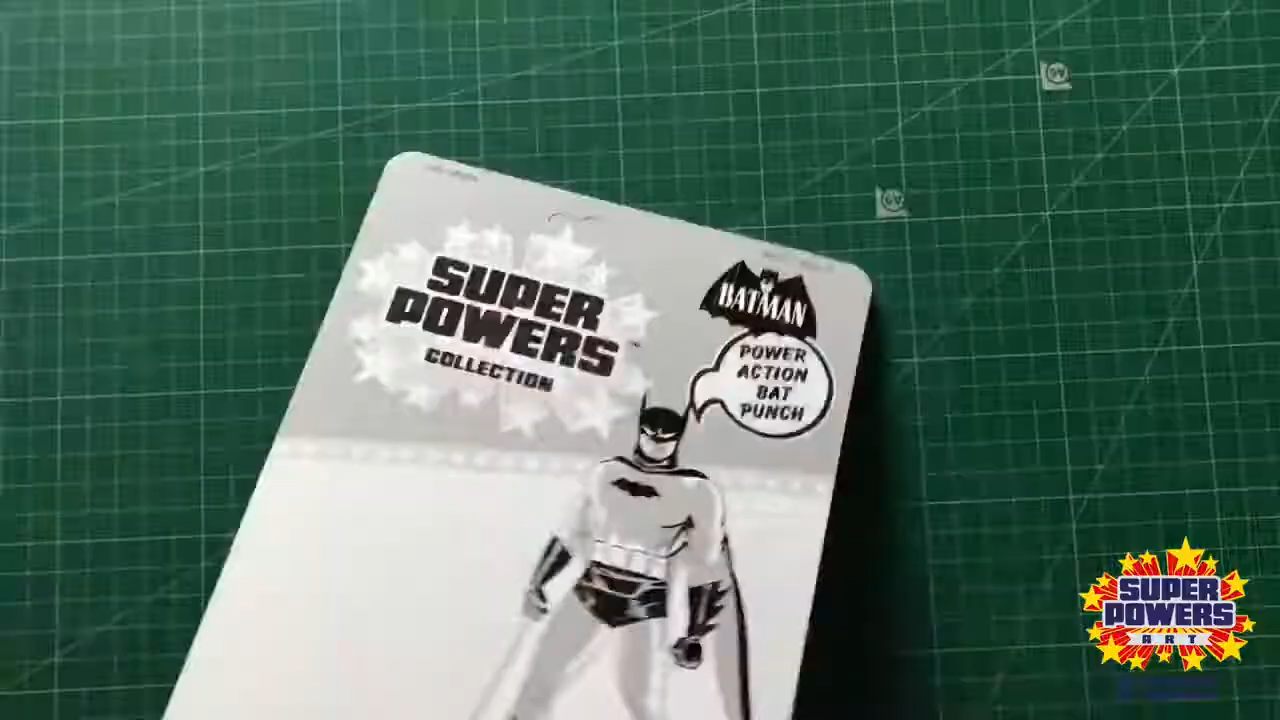 SUPER
POWERS
COLLECTION
BATMAN
POWER
ACTION
BAT
PUNCH
SUPER
POWERS
ART